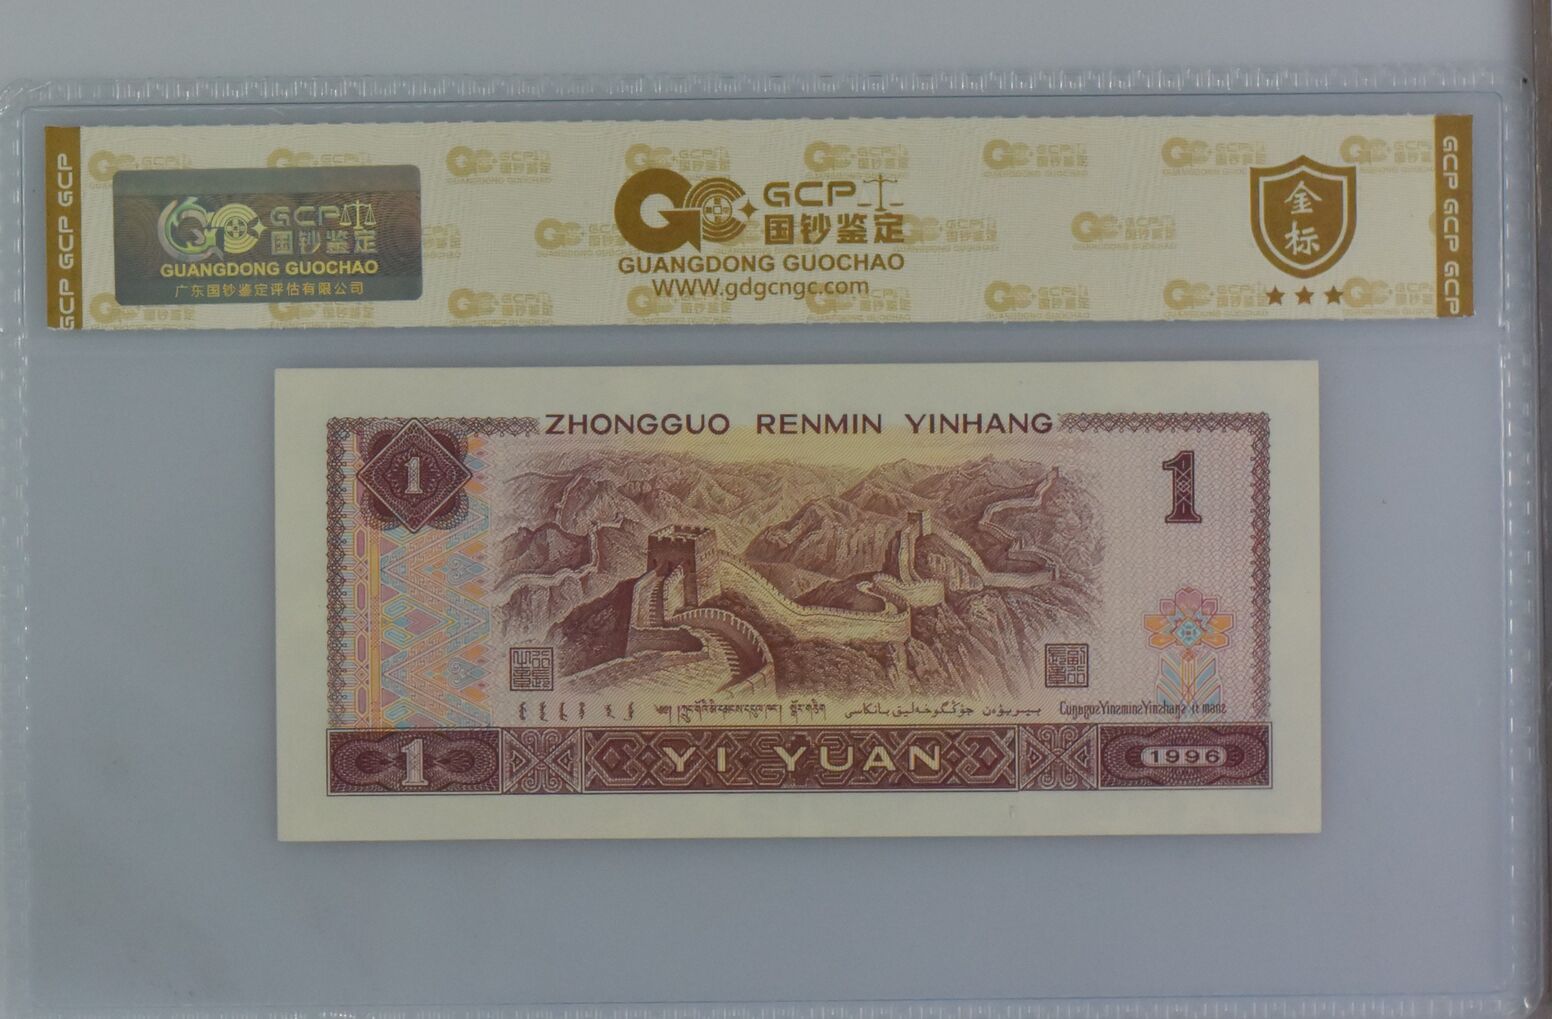 GCP
国钞鉴定
GUANGDONG GUOCHAO
广东国钞鉴定评估有限公司
GCP
国钞鉴定
GUANGDONG GUOCHAO
WWW.gdgcngc.com
金标
GCP GCP GCP
GCP GCP GCP
ZHONGGUO RENMIN YINHANG
1
1
1
YI YUAN
1996